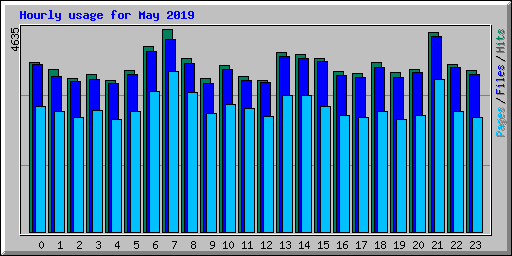 Hourly usage for May 2019
4635
Pages / Files / Hits
0 1 2 3 4 5 6 7 8 9 10 11 12 13 14 15 16 17 18 19 20 21 22 23